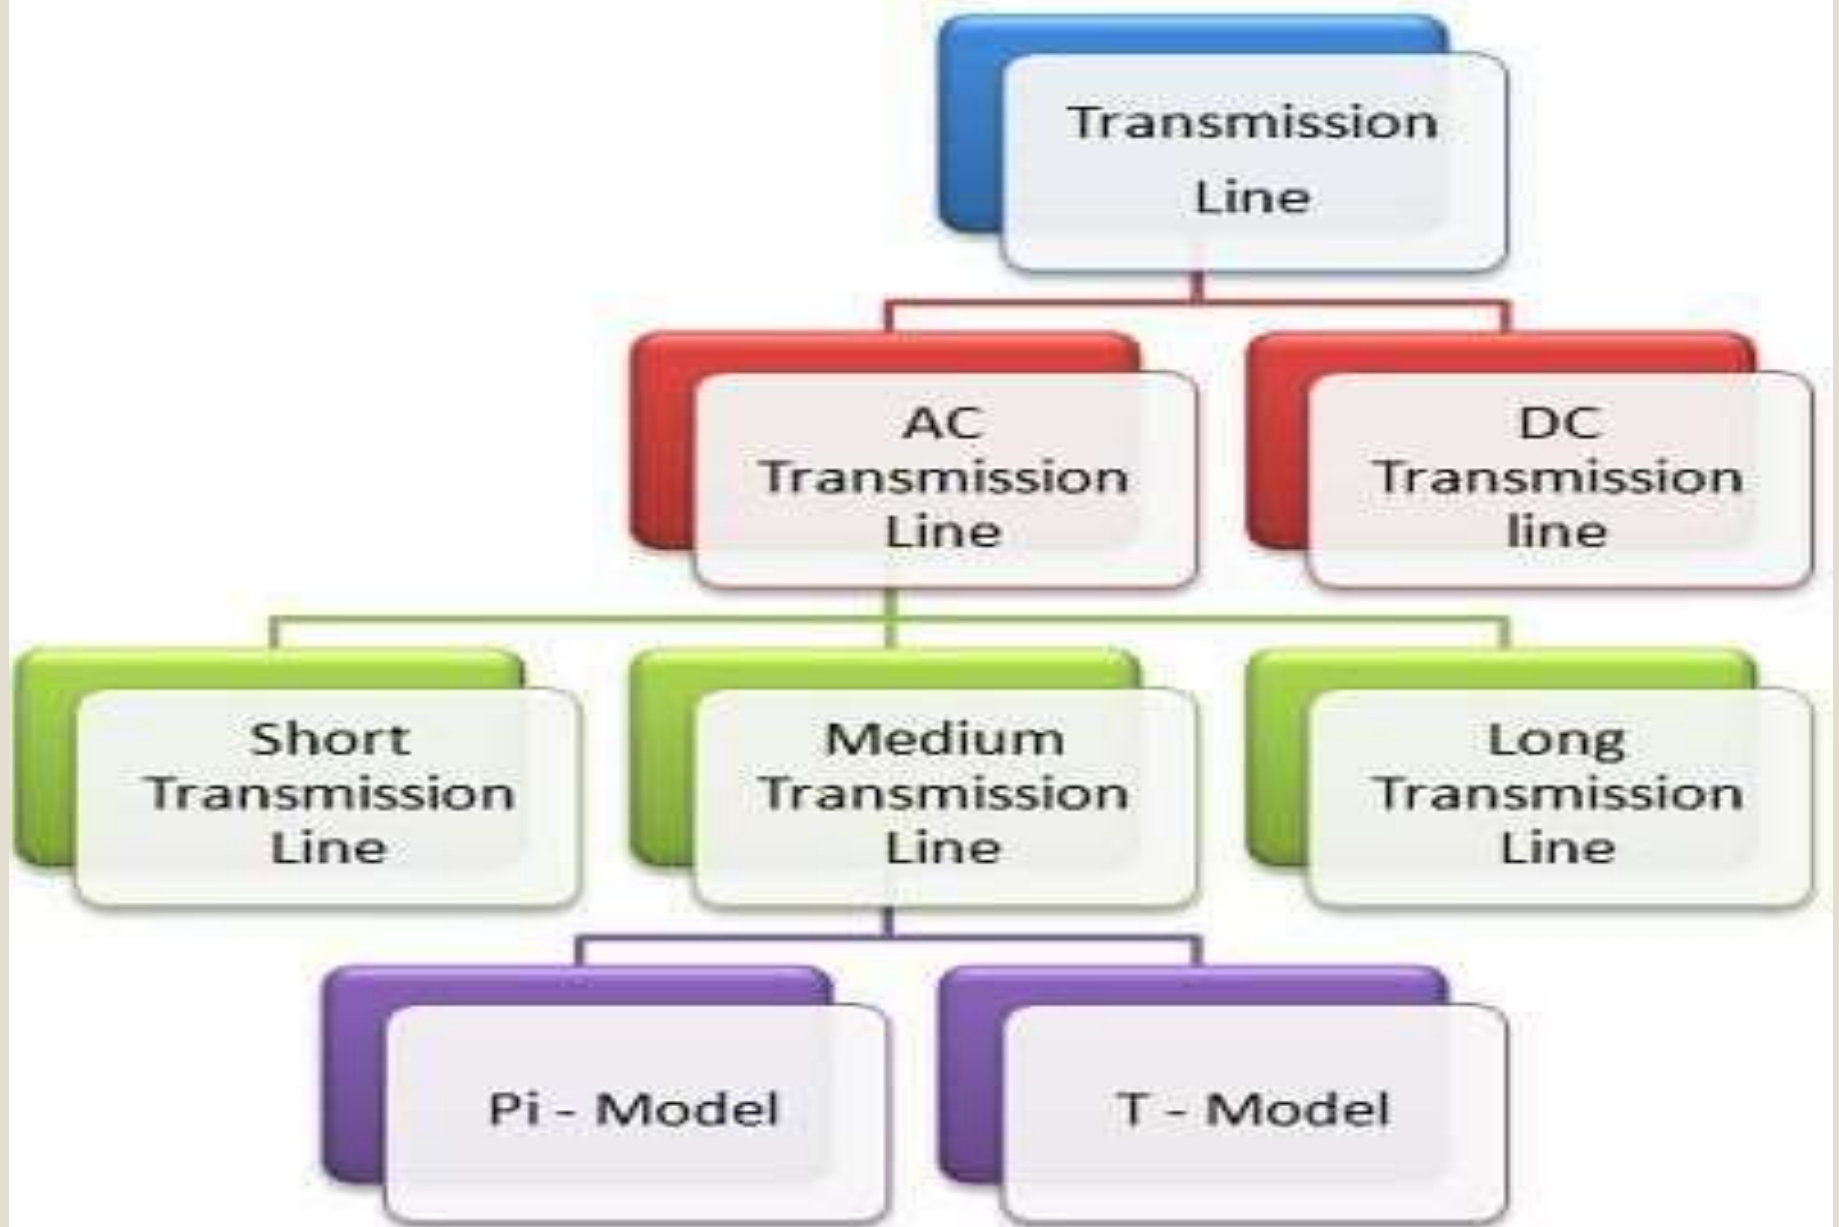 Transmission
Line
AC
Transmission
Line
DC
Transmission
line
Short
Transmission
Line
Medium
Transmission
Line
Long
Transmission
Line
Pi - Model
T - Model